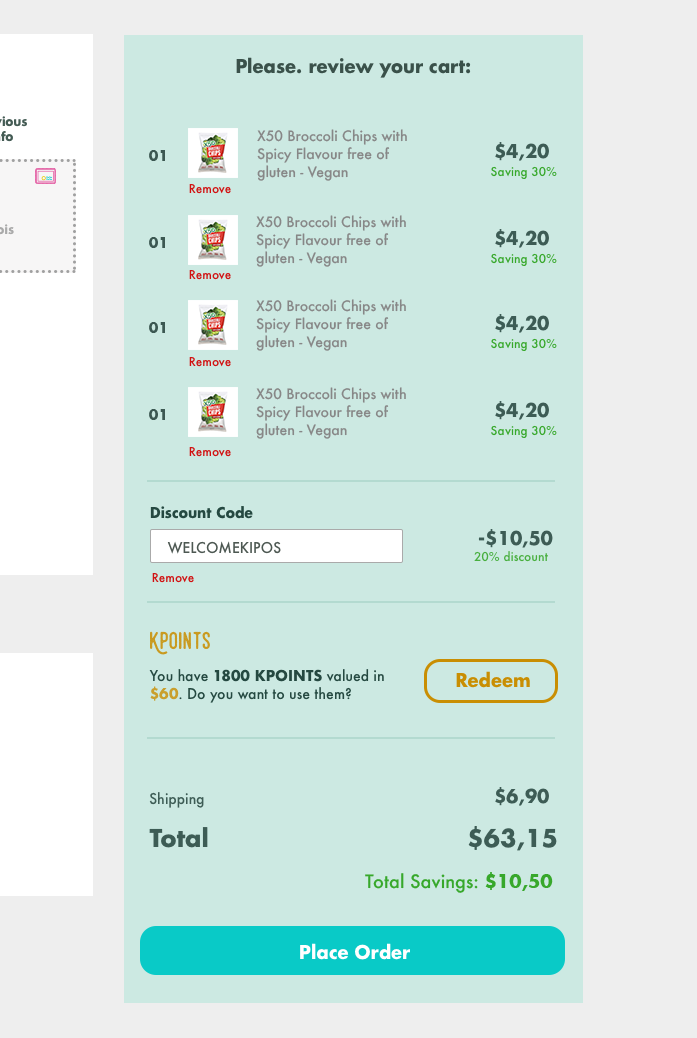 Please. review your cart:
vious
nfo
01
X50 Broccoli Chips with
Spicy Flavour free of
gluten - Vegan
$4,20
Saving 30%
Remove
ois
01
X50 Broccoli Chips with
Spicy Flavour free of
gluten - Vegan
$4,20
Saving 30%
Remove
01
X50 Broccoli Chips with
Spicy Flavour free of
gluten - Vegan
$4,20
Saving 30%
Remove
01
X50 Broccoli Chips with
Spicy Flavour free of
gluten - Vegan
$4,20
Saving 30%
Remove
Discount Code
WELCOMEKIPOS
-$10,50
20% discount
Remove
KPOINTS
You have 1800 KPOINTS valued in
$60. Do you want to use them?
Redeem
Shipping
$6,90
Total
$63,15
Total Savings: $10,50
Place Order